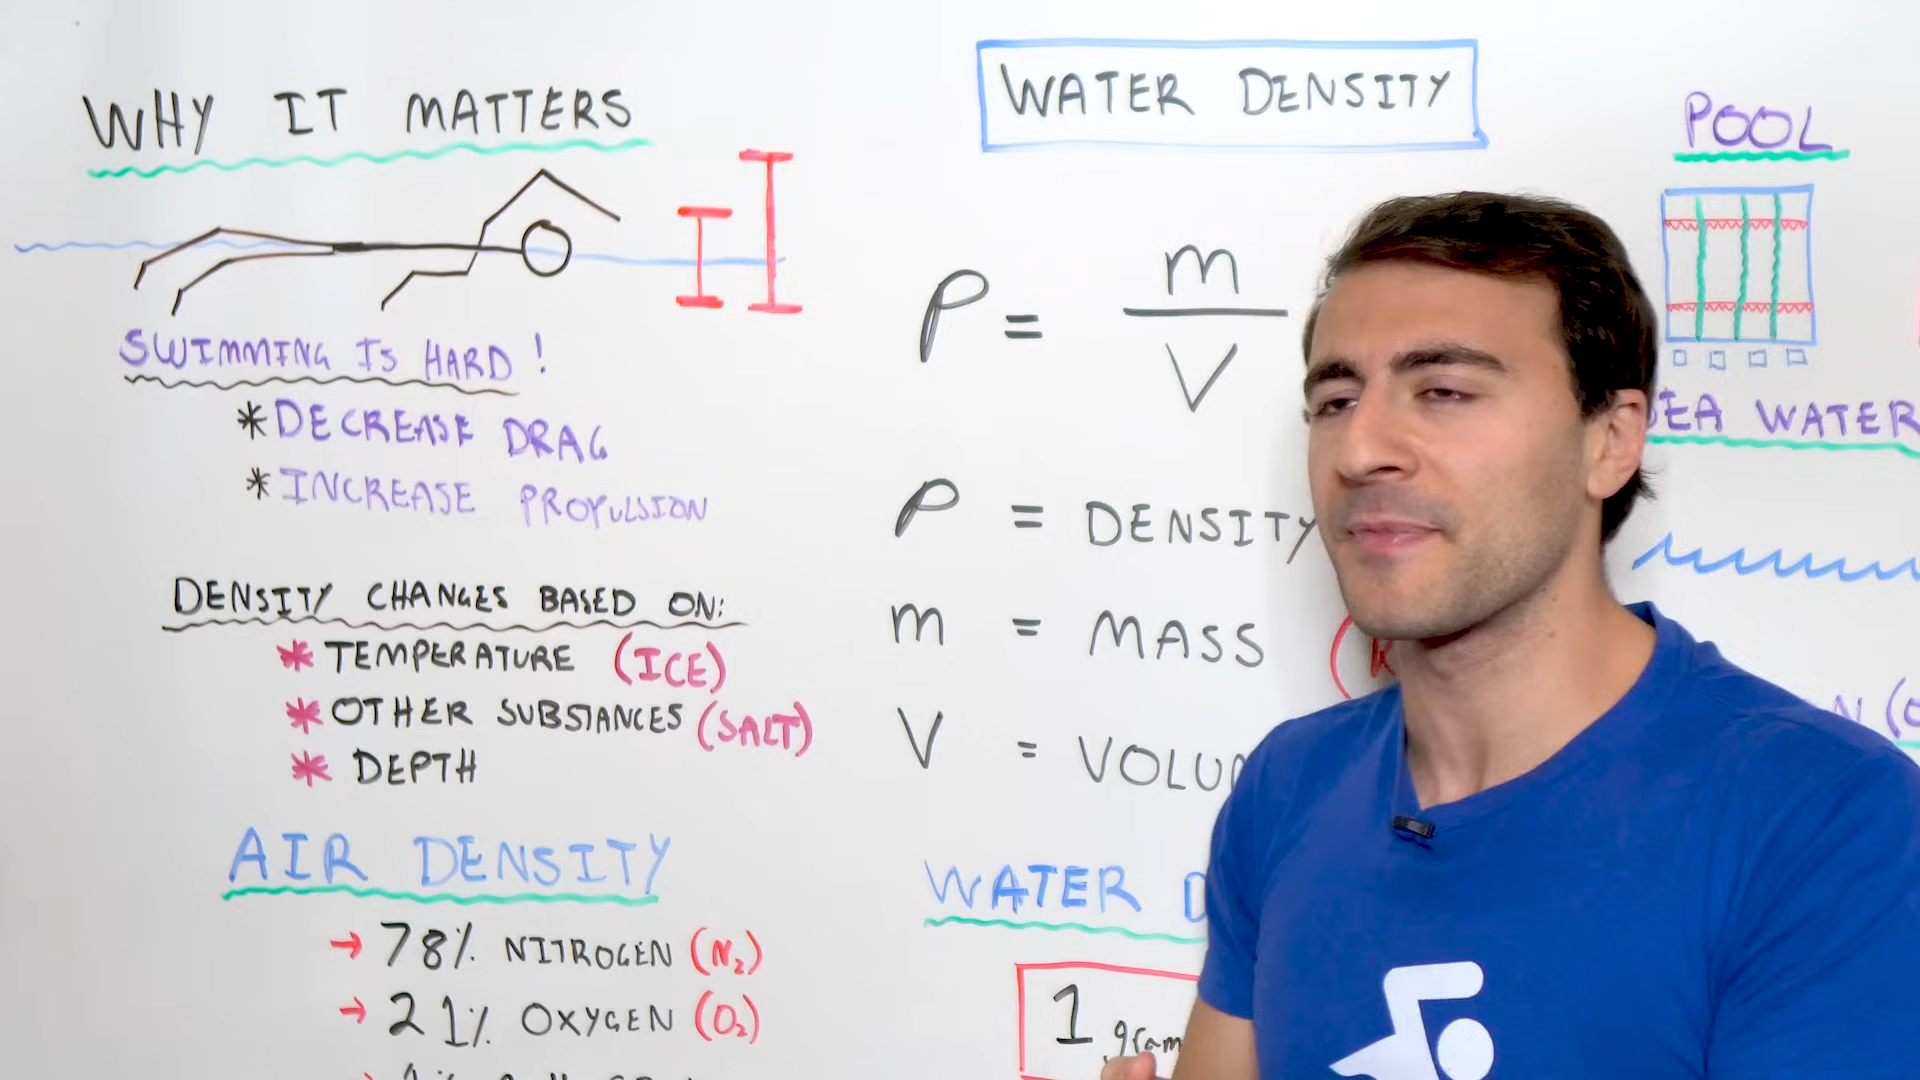 WHY IT MATTERS
SWIMMING IS HARD!
* DECREASE DRAG
* INCREASE PROPULSION
DENSITY CHANGES BASED ON:
* TEMPERATURE (ICE)
* OTHER SUBSTANCES (SALT)
* DEPTH
AIR DENSITY
→ 78% NITROGEN (N₂)
→ 21% OXYGEN (O₂)
WATER DENSITY
ρ = m
V
ρ = DENSITY
m = MASS
V = VOLU
WATER D
1 gram
POOL
SEA WATER